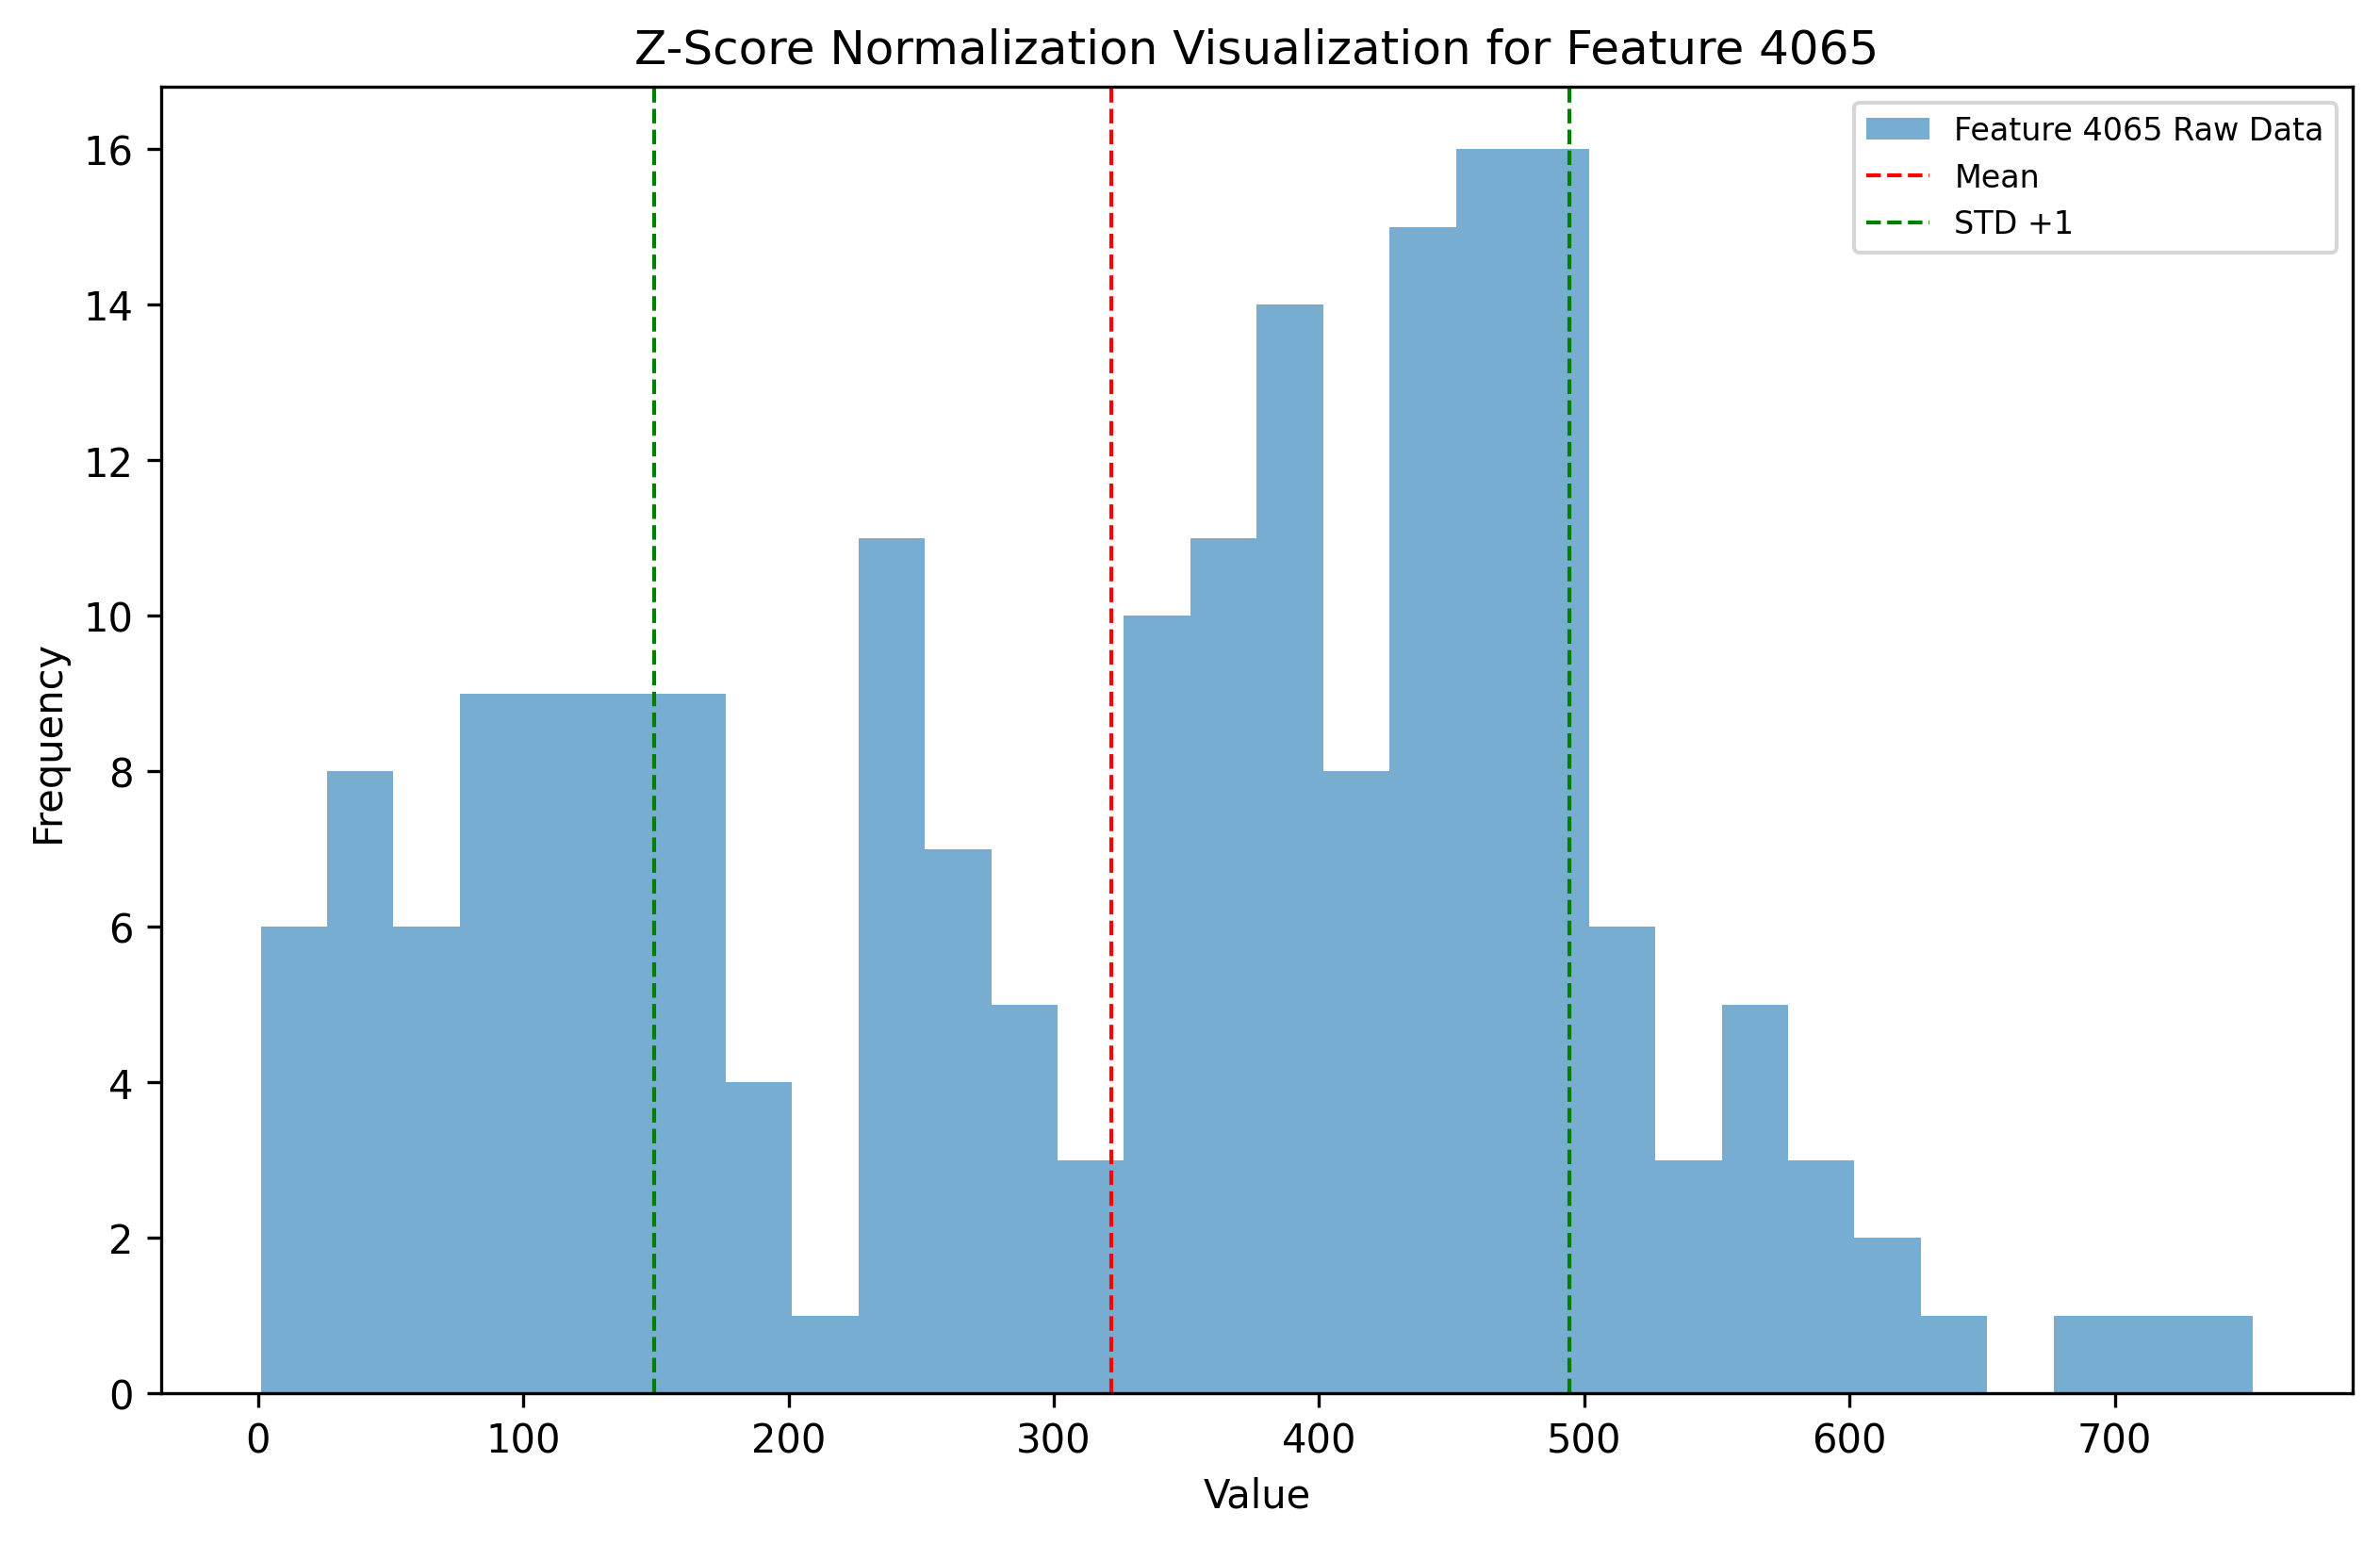 Z-Score Normalization Visualization for Feature 4065
Feature 4065 Raw Data
Mean
STD +1
16
14
12
10
8
6
4
2
0
Frequency
0 100 200 300 400 500 600 700
Value